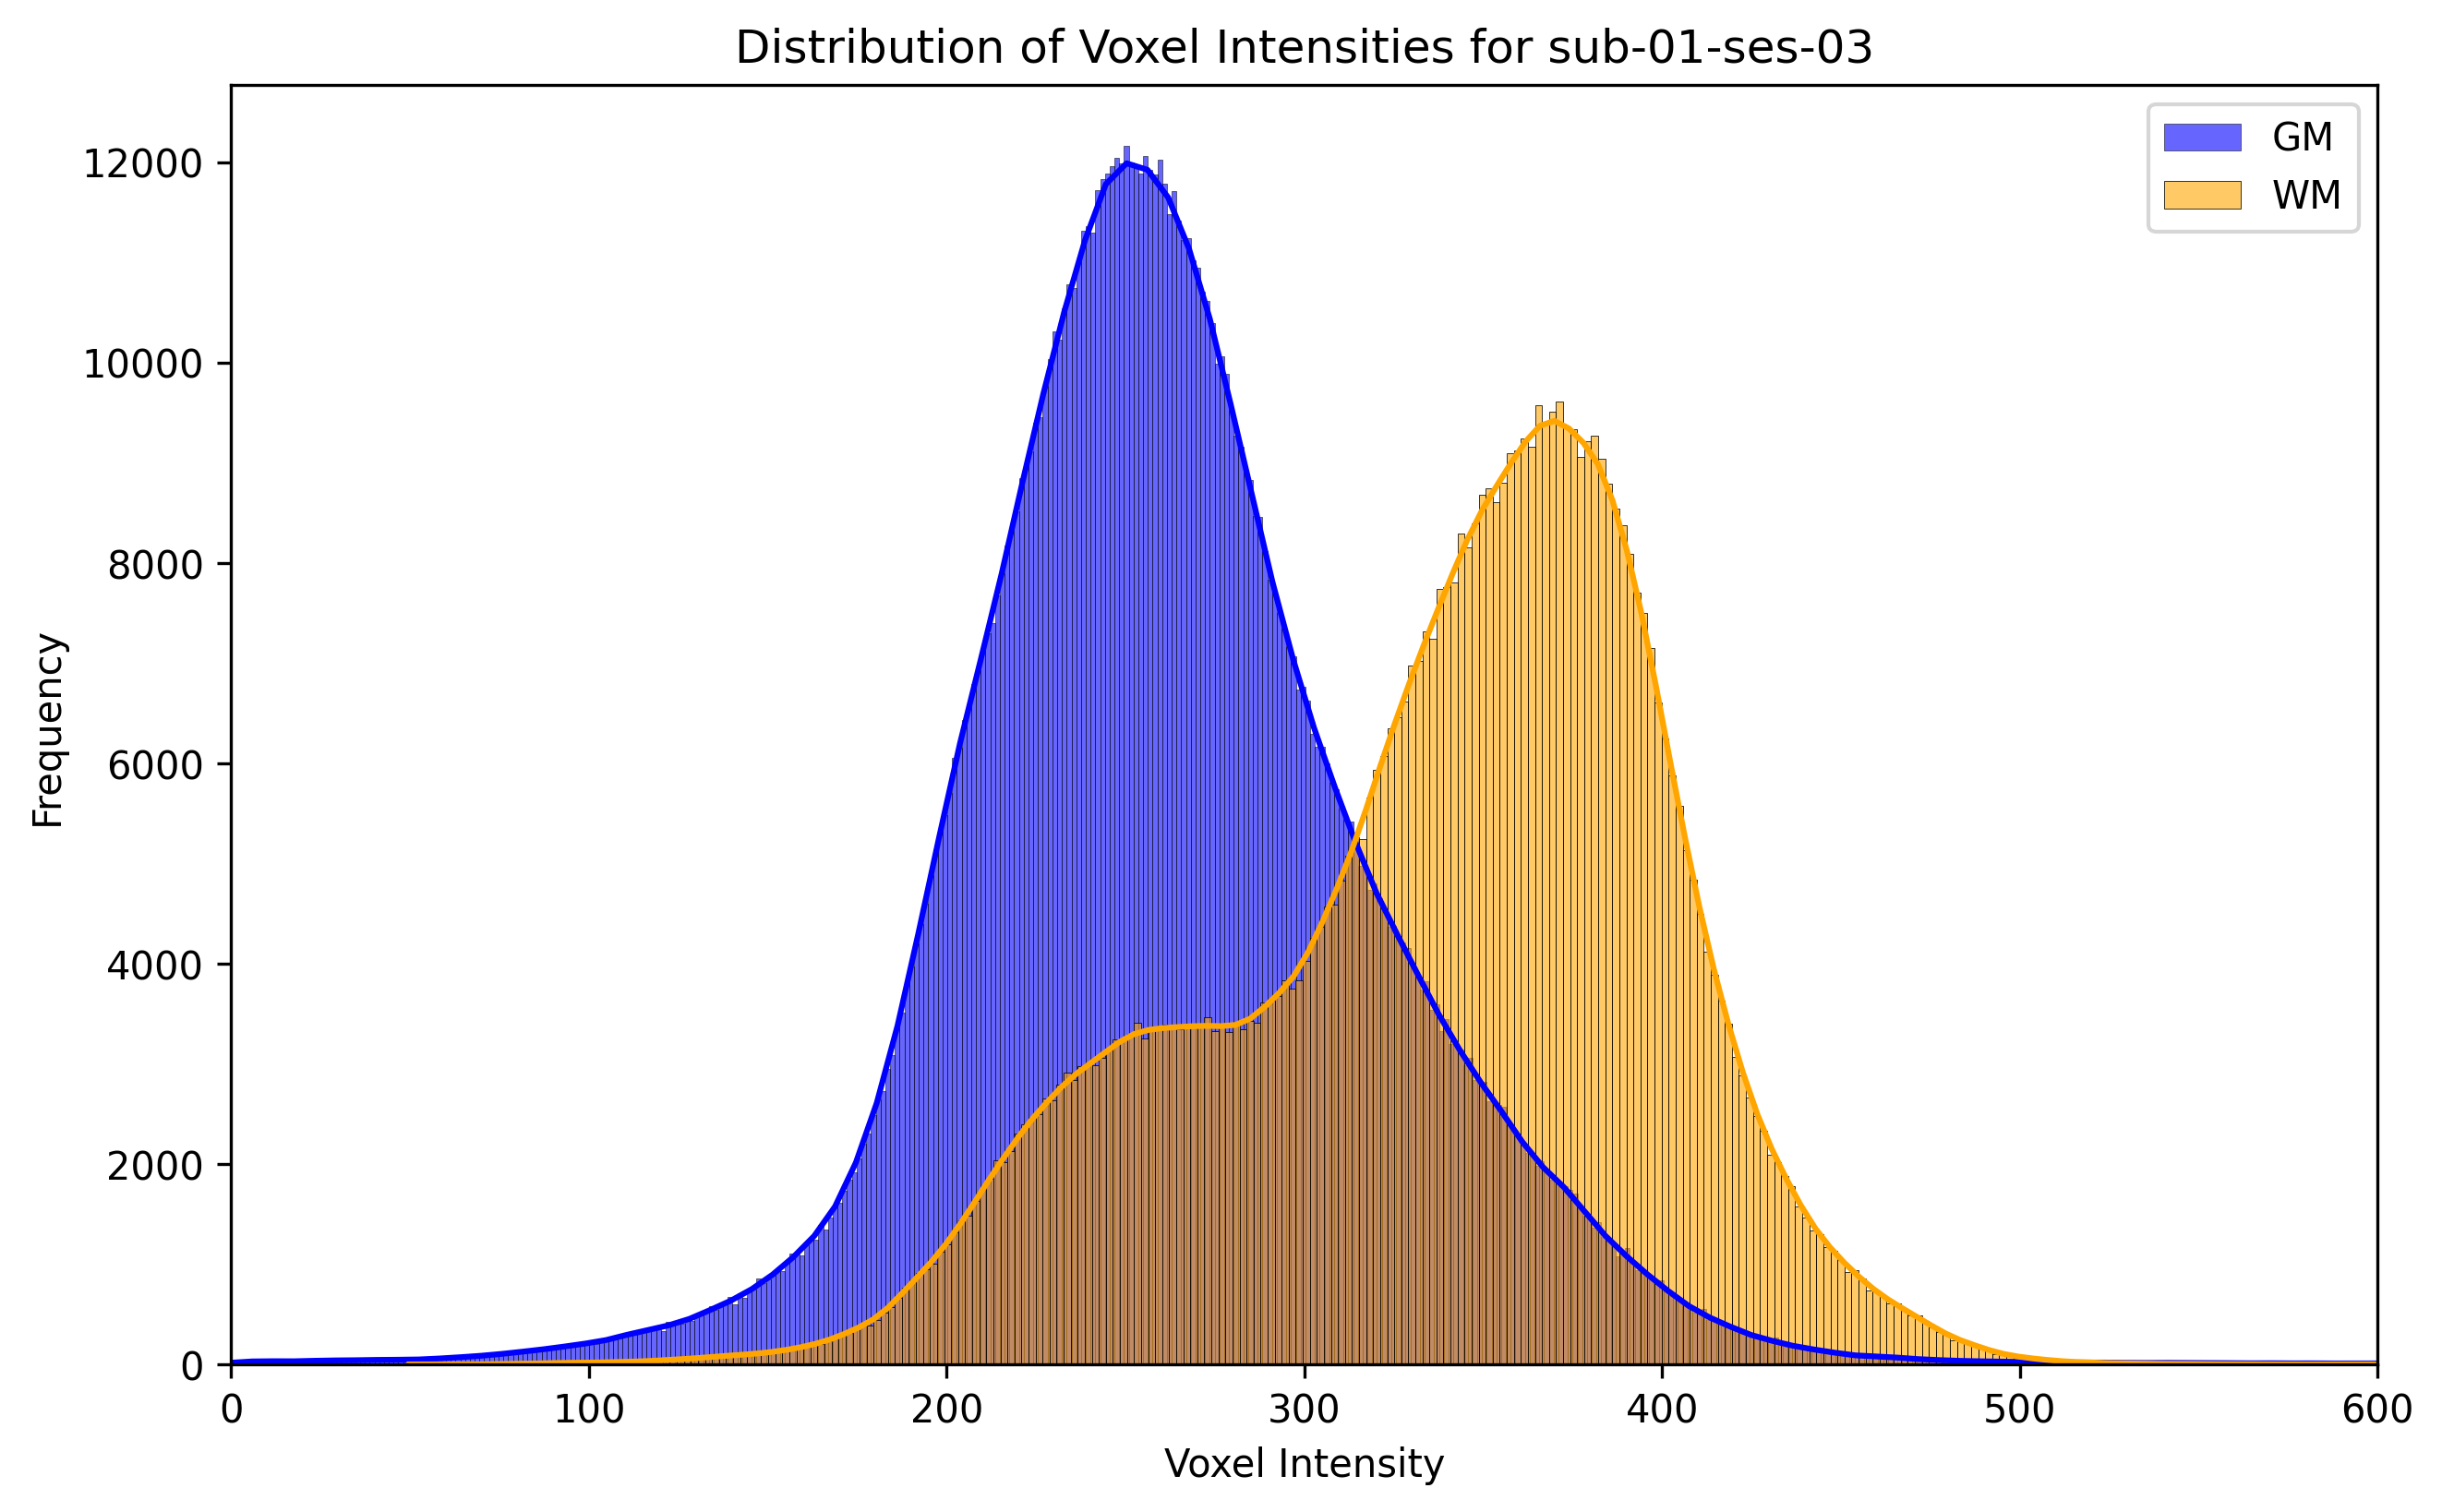 Distribution of Voxel Intensities for sub-01-ses-03
GM
WM
12000
10000
8000
6000
4000
2000
0
Frequency
0 100 200 300 400 500 600
Voxel Intensity